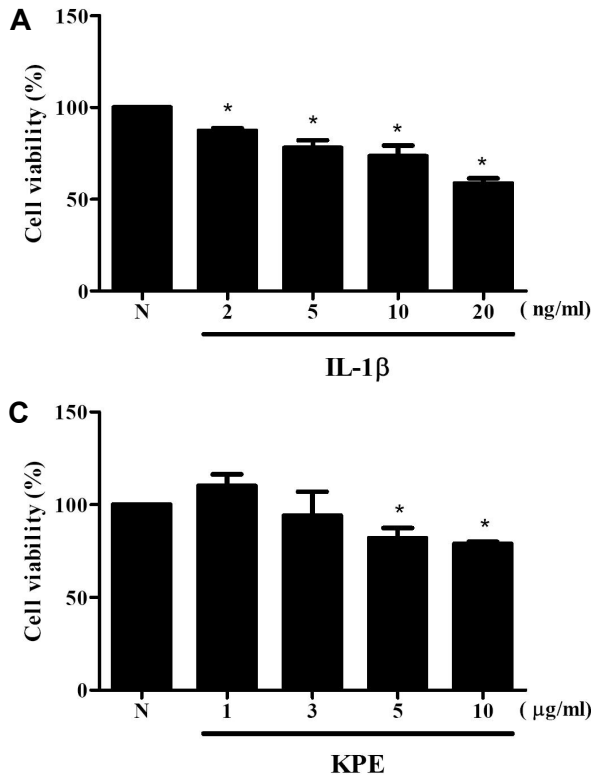 A
Cell viability (%)
150
100
50
0
* * * *
N 2 5 10 20 ( ng/ml)
IL-1β
C
Cell viability (%)
150
100
50
0
* *
N 1 3 5 10 ( μg/ml)
KPE